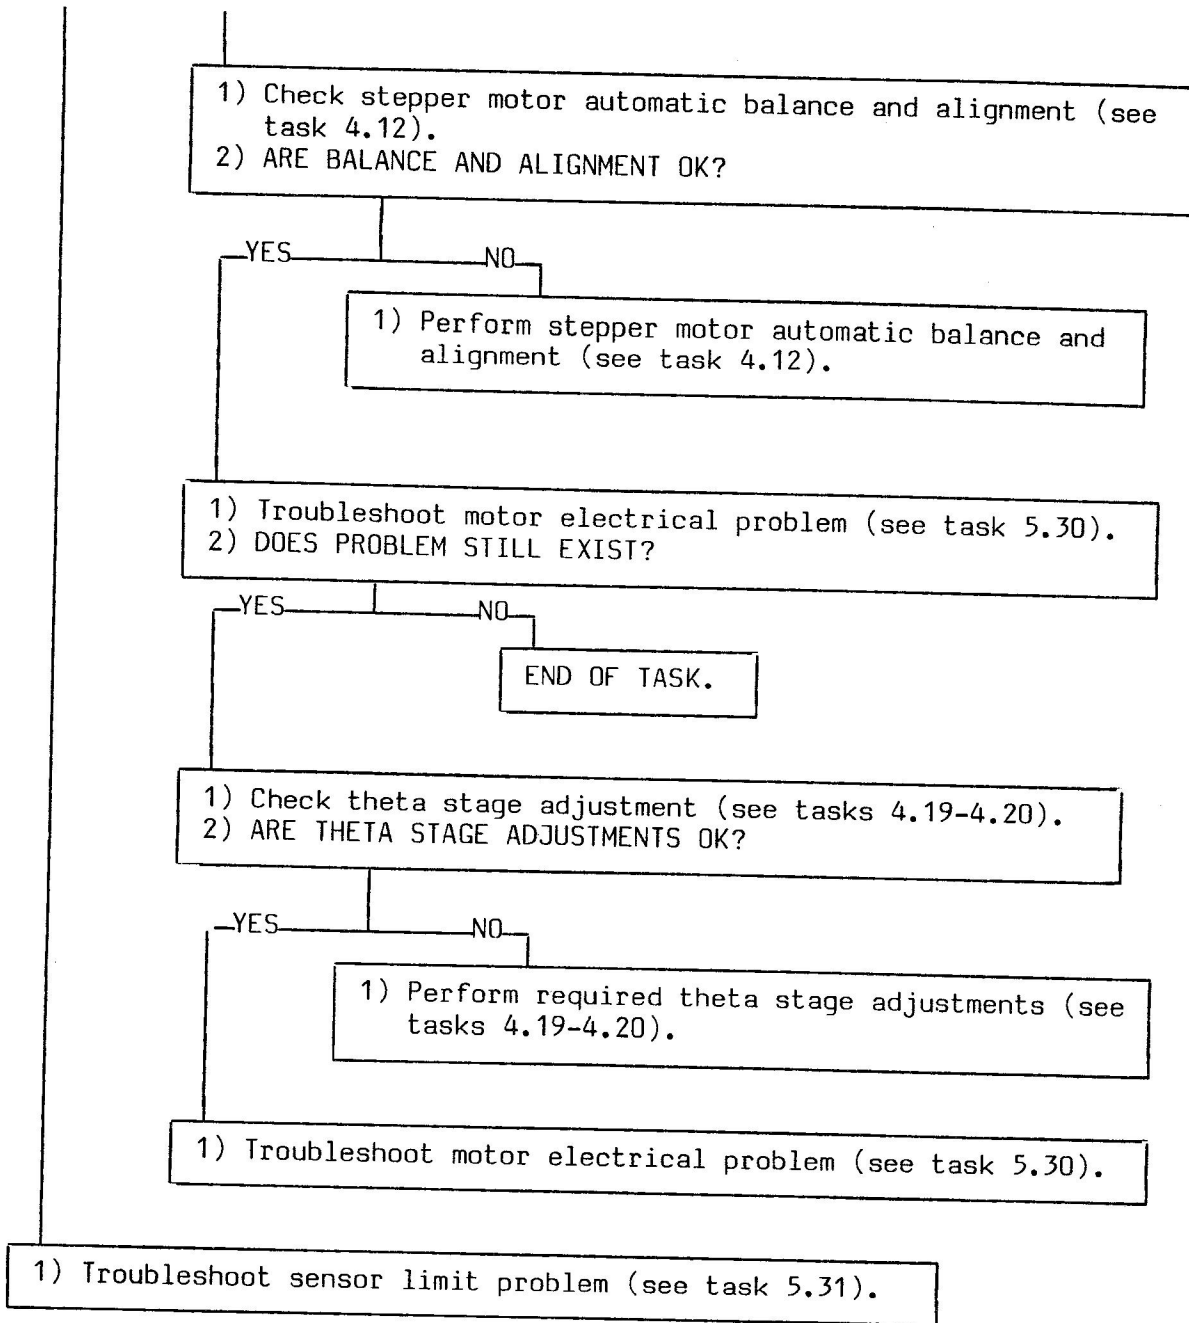 1) Check stepper motor automatic balance and alignment (see
task 4.12).
2) ARE BALANCE AND ALIGNMENT OK?
YES
NO
1) Perform stepper motor automatic balance and
alignment (see task 4.12).
1) Troubleshoot motor electrical problem (see task 5.30).
2) DOES PROBLEM STILL EXIST?
YES
NO
END OF TASK.
1) Check theta stage adjustment (see tasks 4.19-4.20).
2) ARE THETA STAGE ADJUSTMENTS OK?
YES
NO
1) Perform required theta stage adjustments (see
tasks 4.19-4.20).
1) Troubleshoot motor electrical problem (see task 5.30).
1) Troubleshoot sensor limit problem (see task 5.31).